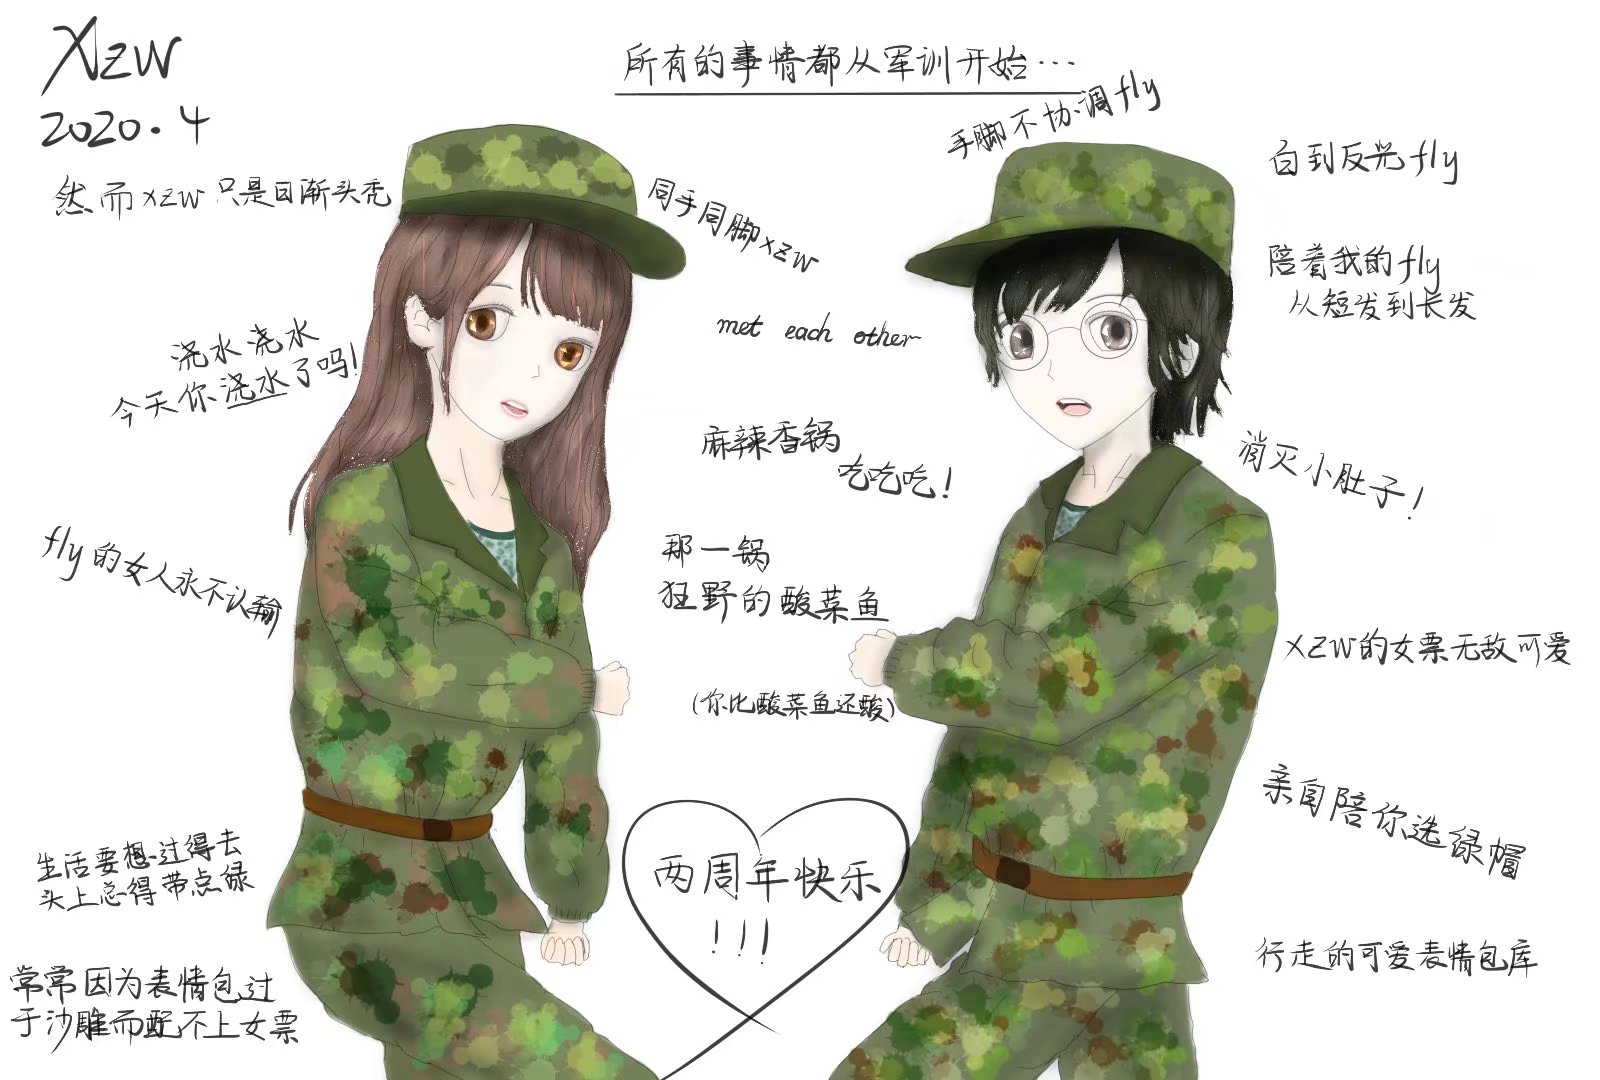 XZW
2020.4
所有的事情都从军训开始…
手脚不协调fly
白到反光fly
然而xzw只是日渐头秃
同手同脚xzw
陪着我的fly
从短发到长发
met each other
浇水浇水
今天你浇水了吗!
麻辣香锅
吃吃吃!
消灭小肚子!
fly的女人永不认输
那一锅
狂野的酸菜鱼
XZW的女票无敌可爱
(你比酸菜鱼还酸)
亲自陪你选绿帽
生活要想过得去
头上总得带点绿
两周年快乐
!!!
行走的可爱表情包库
常常因为表情包过
于沙雕而配不上女票